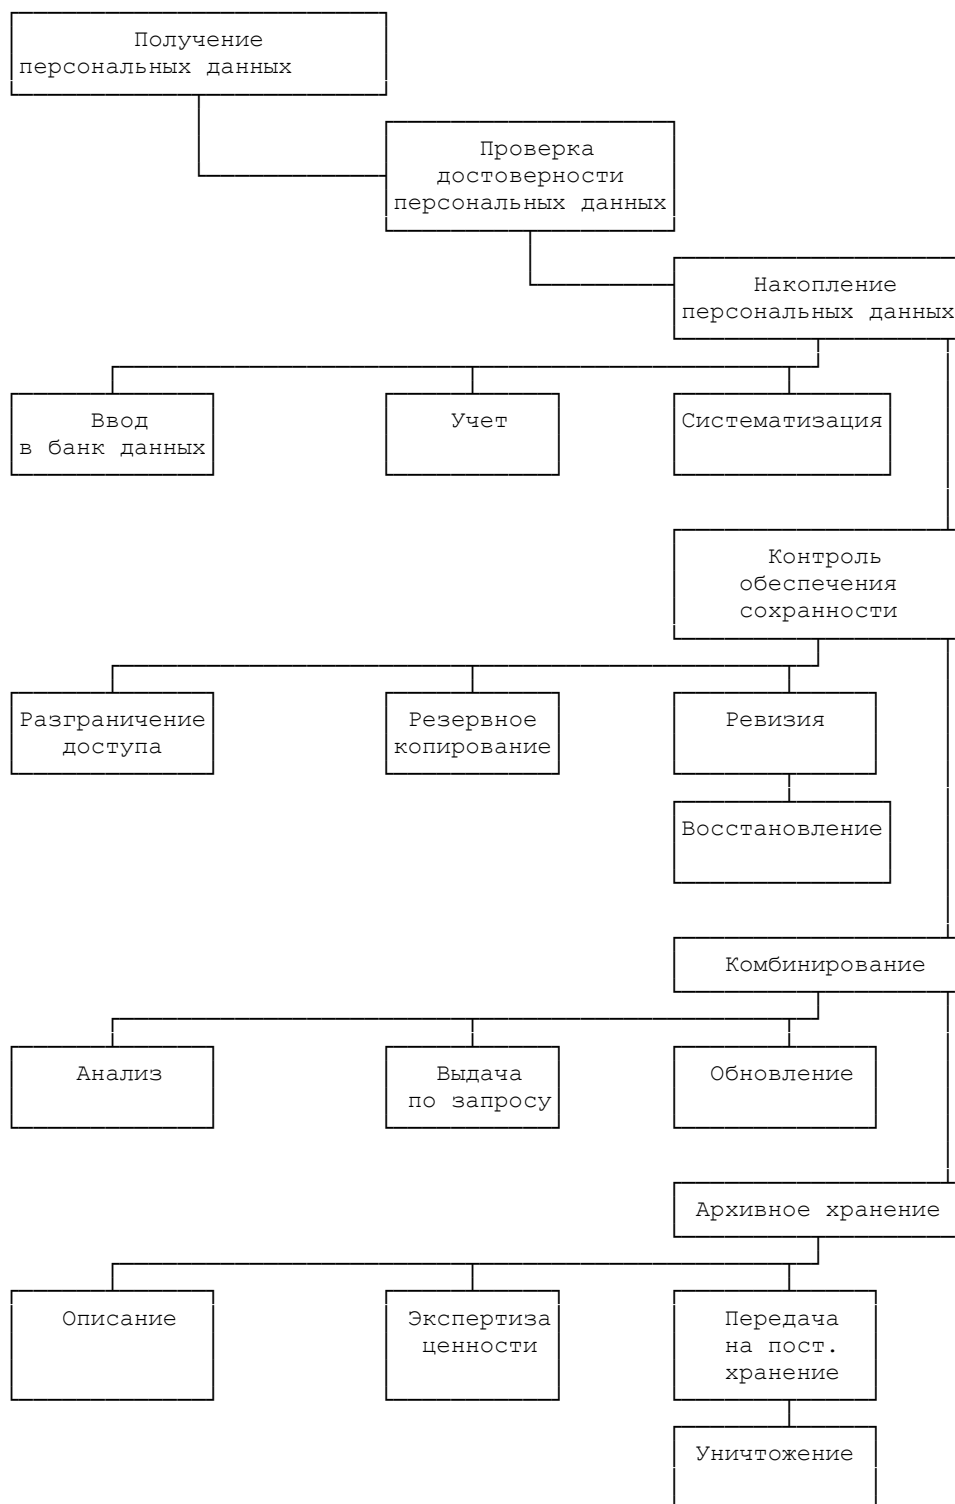 Получение
персональных данных
Проверка
достоверности
персональных данных
Накопление
персональных данных
Ввод
в банк данных
Учет
Систематизация
Контроль
обеспечения
сохранности
Разграничение
доступа
Резервное
копирование
Ревизия
Восстановление
Комбинирование
Анализ
Выдача
по запросу
Обновление
Архивное хранение
Описание
Экспертиза
ценности
Передача
на пост.
хранение
Уничтожение